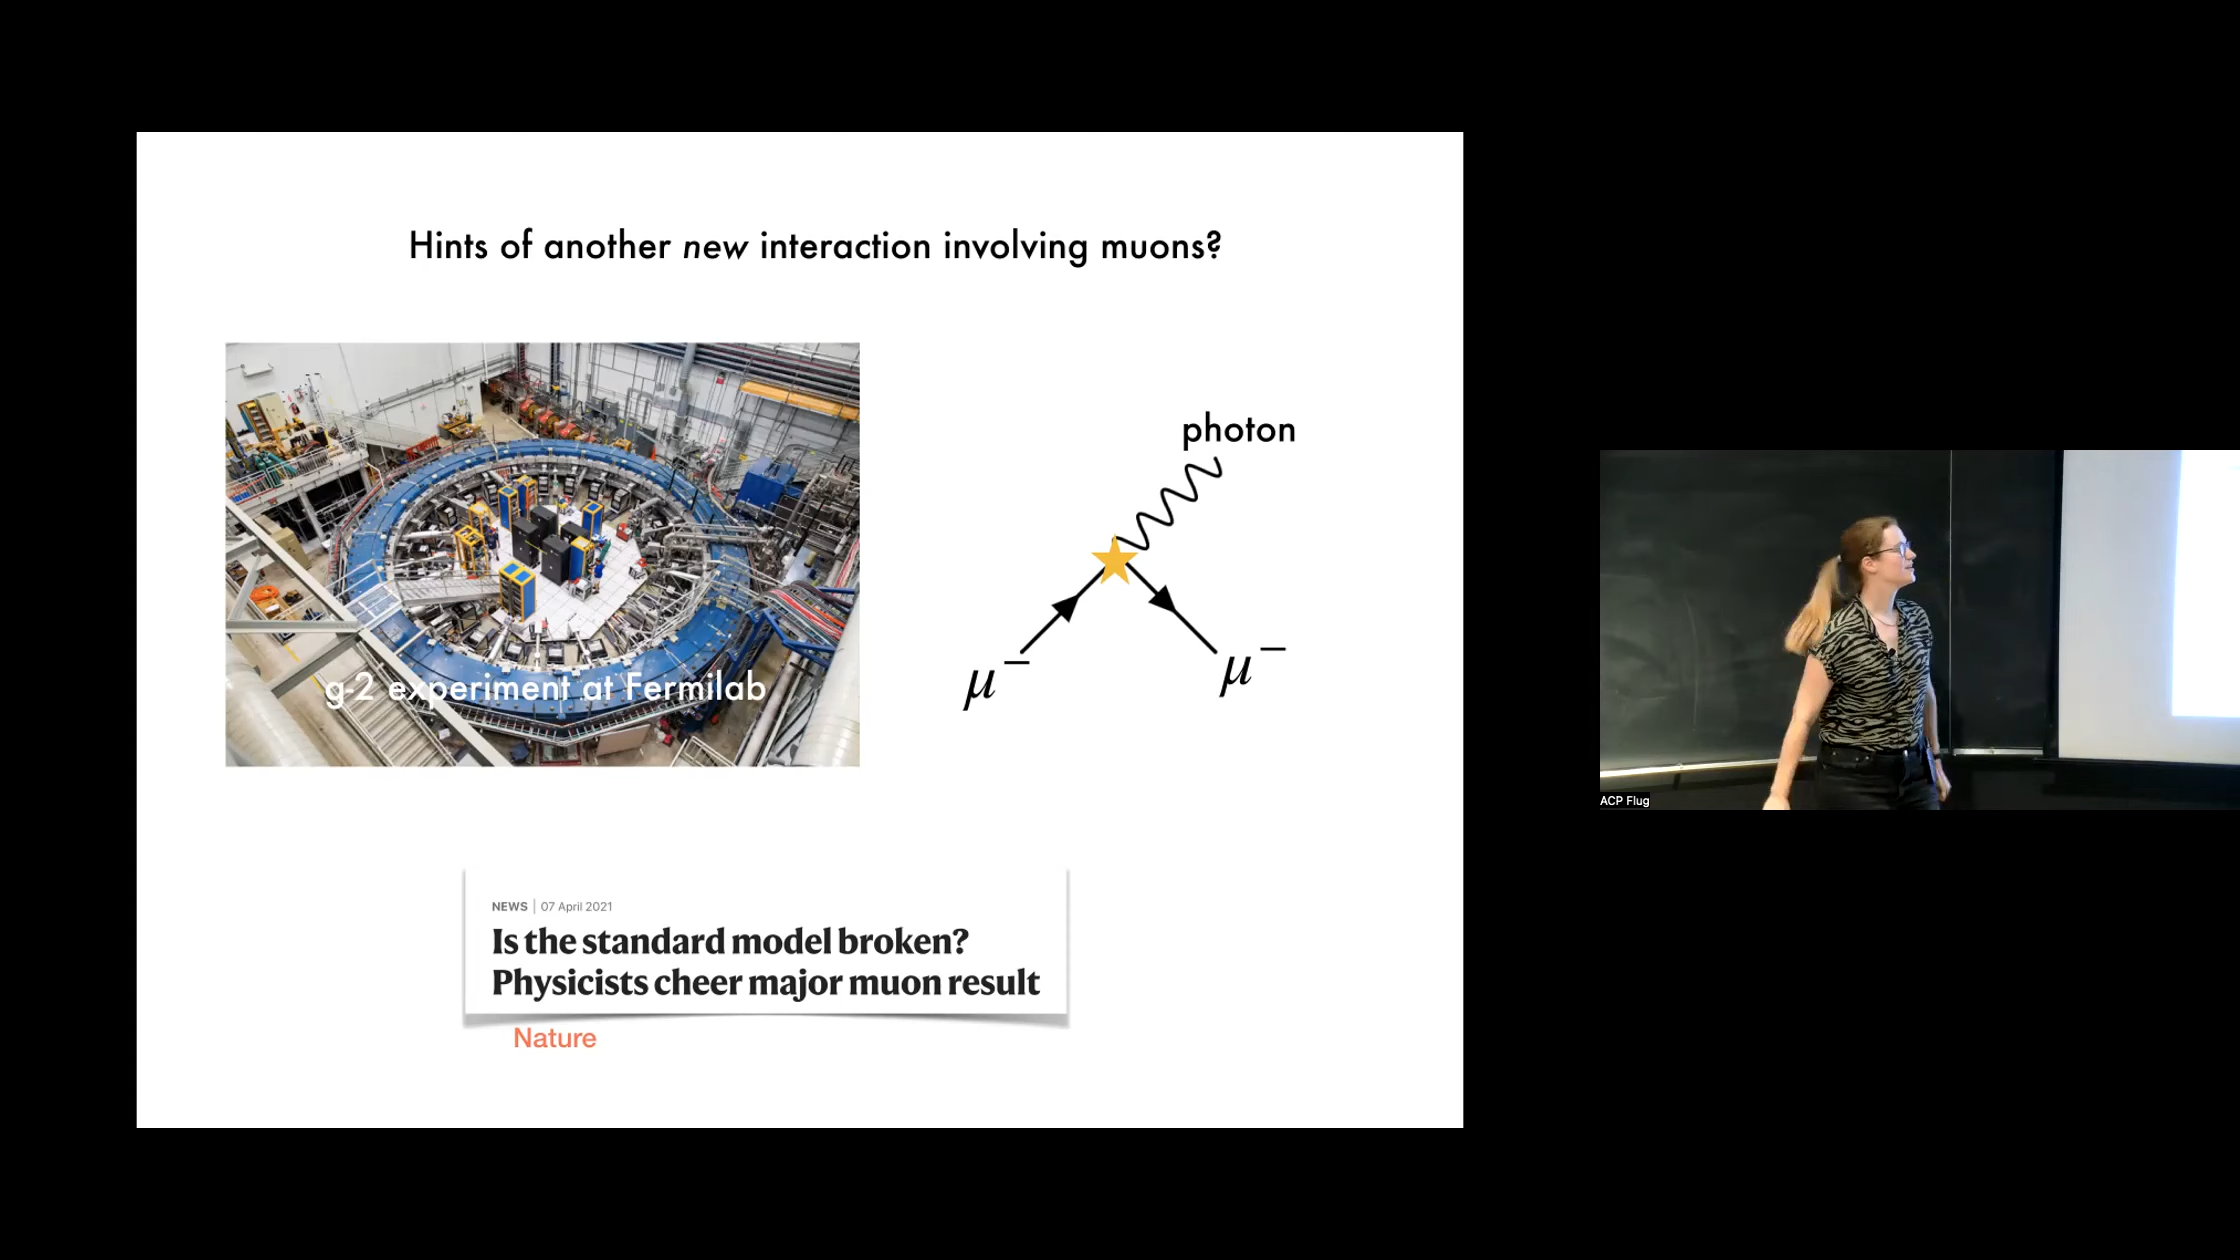 Hints of another new interaction involving muons?
photon
μ⁻
μ⁻
g-2 experiment at Fermilab
NEWS | 07 April 2021
Is the standard model broken?
Physicists cheer major muon result
Nature
ACP Flug